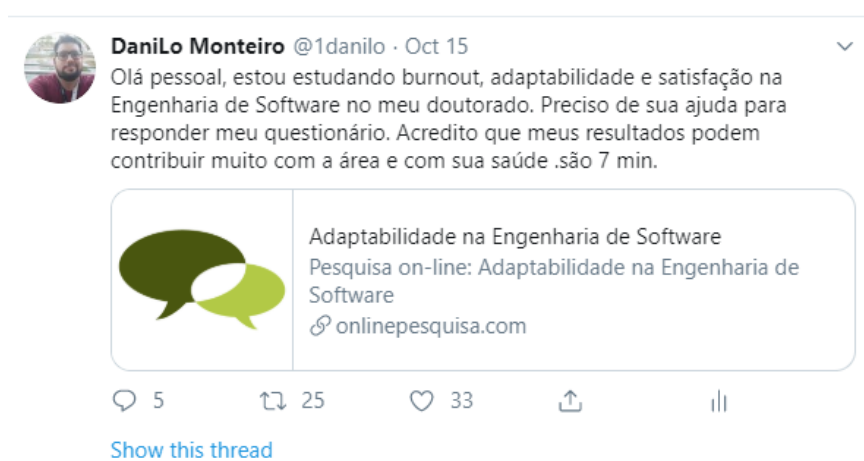 DaniLo Monteiro @1danilo · Oct 15
Olá pessoal, estou estudando burnout, adaptabilidade e satisfação na
Engenharia de Software no meu doutorado. Preciso de sua ajuda para
responder meu questionário. Acredito que meus resultados podem
contribuir muito com a área e com sua saúde .são 7 min.
Adaptabilidade na Engenharia de Software
Pesquisa on-line: Adaptabilidade na Engenharia de
Software
onlinepesquisa.com
5 25 33
Show this thread